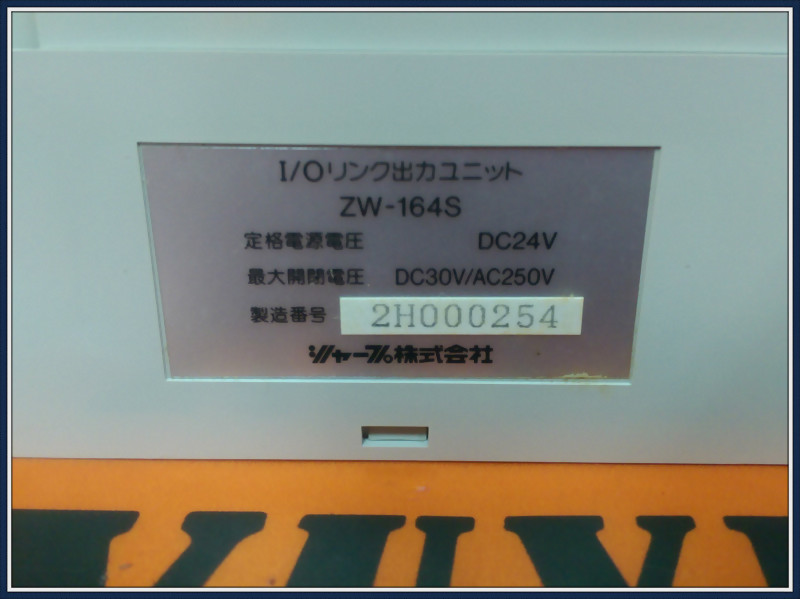 I/Oリンク出力ユニット
ZW-164S
定格電源電圧 DC24V
最大開閉電圧 DC30V/AC250V
製造番号 2H000254
シャープ株式会社